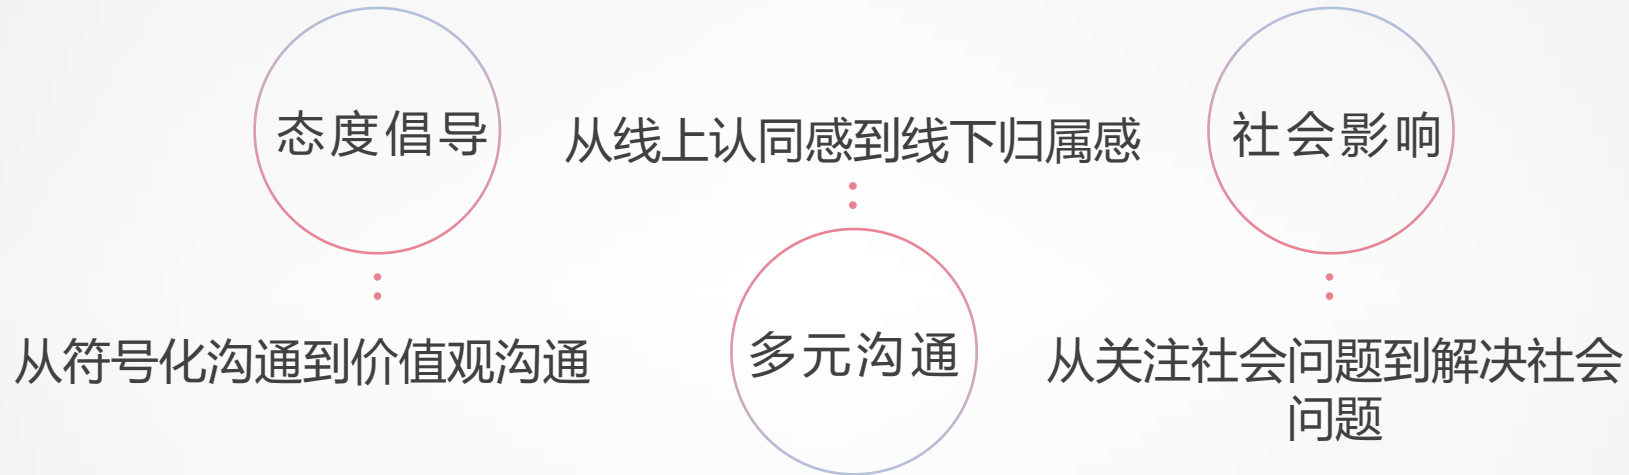 态度倡导
从符号化沟通到价值观沟通
从线上认同感到线下归属感
多元沟通
社会影响
从关注社会问题到解决社会
问题